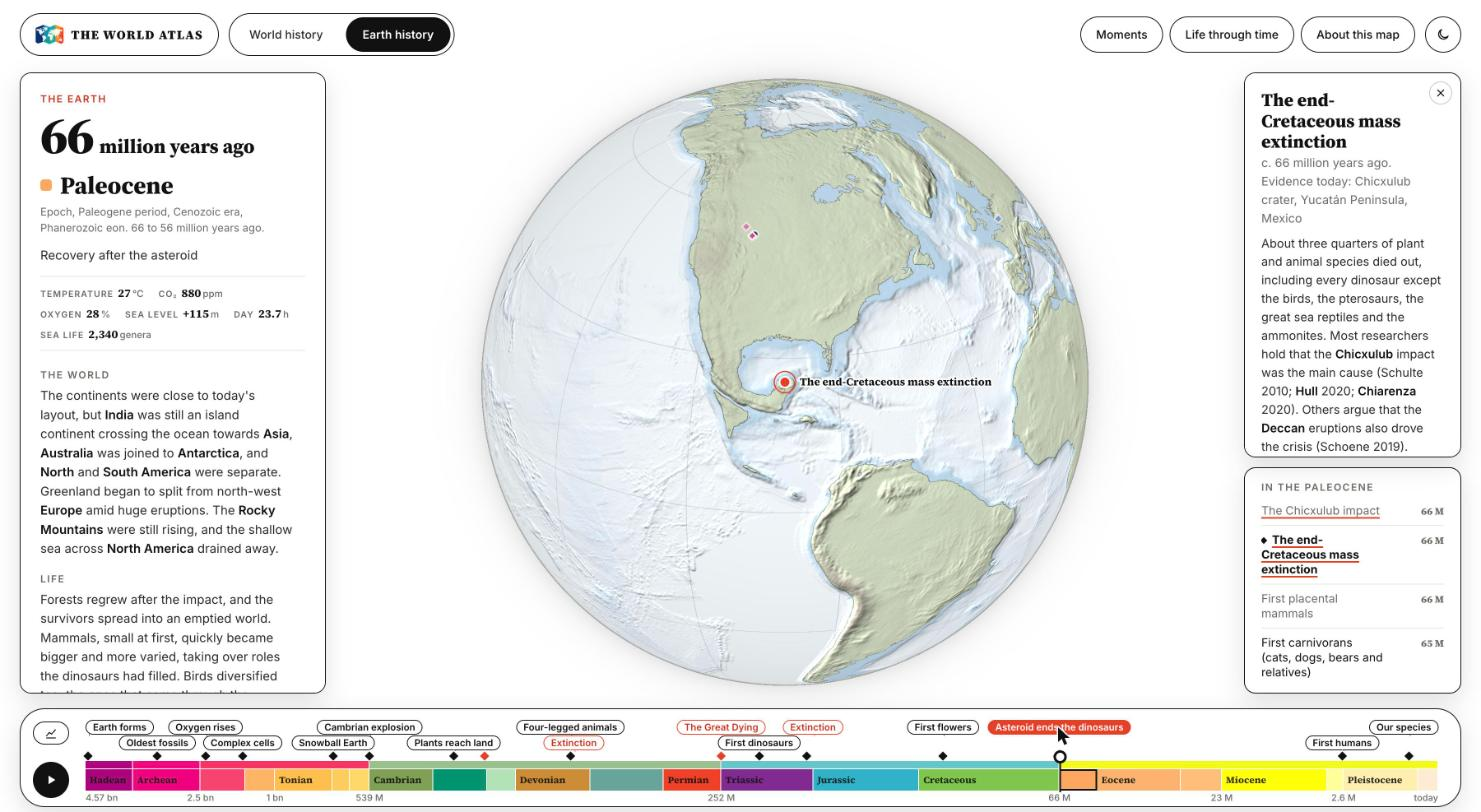 THE WORLD ATLAS
World history
Earth history
Moments
Life through time
About this map
THE EARTH
66 million years ago
Paleocene
Epoch, Paleogene period, Cenozoic era,
Phanerozoic eon. 66 to 56 million years ago.
Recovery after the asteroid
TEMPERATURE 27 °C CO₂ 880 ppm
OXYGEN 28 % SEA LEVEL +115 m DAY 23.7 h
SEA LIFE 2,340 genera
THE WORLD
The continents were close to today's
layout, but India was still an island
continent crossing the ocean towards Asia,
Australia was joined to Antarctica, and
North and South America were separate.
Greenland began to split from north-west
Europe amid huge eruptions. The Rocky
Mountains were still rising, and the shallow
sea across North America drained away.
LIFE
Forests regrew after the impact, and the
survivors spread into an emptied world.
Mammals, small at first, quickly became
bigger and more varied, taking over roles
the dinosaurs had filled. Birds diversified
The end-Cretaceous mass extinction
The end-
Cretaceous mass
extinction
c. 66 million years ago.
Evidence today: Chicxulub
crater, Yucatán Peninsula,
Mexico
About three quarters of plant
and animal species died out,
including every dinosaur except
the birds, the pterosaurs, the
great sea reptiles and the
ammonites. Most researchers
hold that the Chicxulub impact
was the main cause (Schulte
2010; Hull 2020; Chiarenza
2020). Others argue that the
Deccan eruptions also drove
the crisis (Schoene 2019).
IN THE PALEOCENE
The Chicxulub impact 66 M
The end-
Cretaceous mass
extinction 66 M
First placental
mammals 66 M
First carnivorans
(cats, dogs, bears and
relatives) 65 M
Earth forms Oxygen rises Cambrian explosion Four-legged animals The Great Dying Extinction First flowers Asteroid ends the dinosaurs Our species
Oldest fossils Complex cells Snowball Earth Plants reach land Extinction First dinosaurs First humans
Hadean Archean Tonian Cambrian Devonian Permian Triassic Jurassic Cretaceous Eocene Miocene Pleistocene
4.57 bn 2.5 bn 1 bn 539 M 252 M 66 M 23 M 2.6 M today